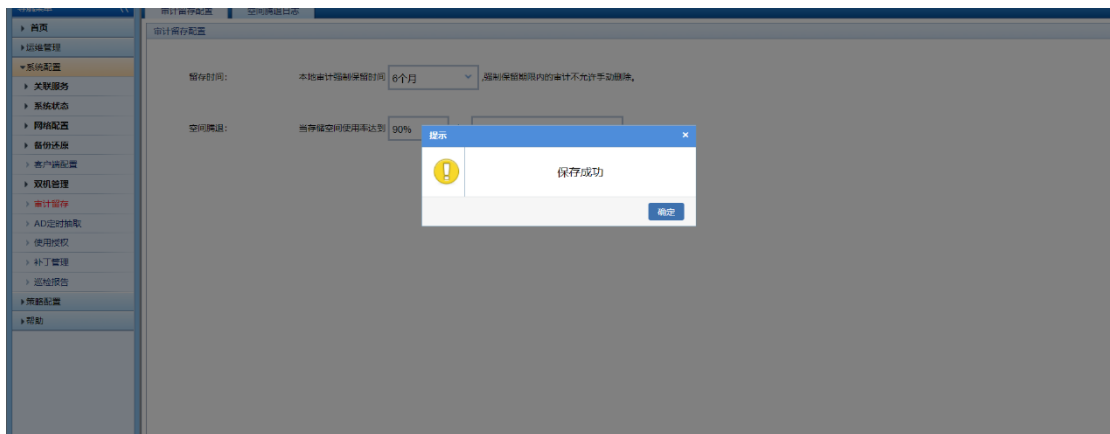 审计留存配置
空间腾退日志
首页
审计留存配置
运维管理
系统配置
留存时间:
本地审计强制保留时间
6个月
,强制保留期限内的审计不允许手动删除。
关联服务
系统状态
网络配置
空间腾退:
当存储空间使用率达到
90%
提示
×
备份还原
客户端配置
保存成功
双机管理
审计留存
确定
AD定时抽取
使用授权
补丁管理
巡检报告
策略配置
帮助